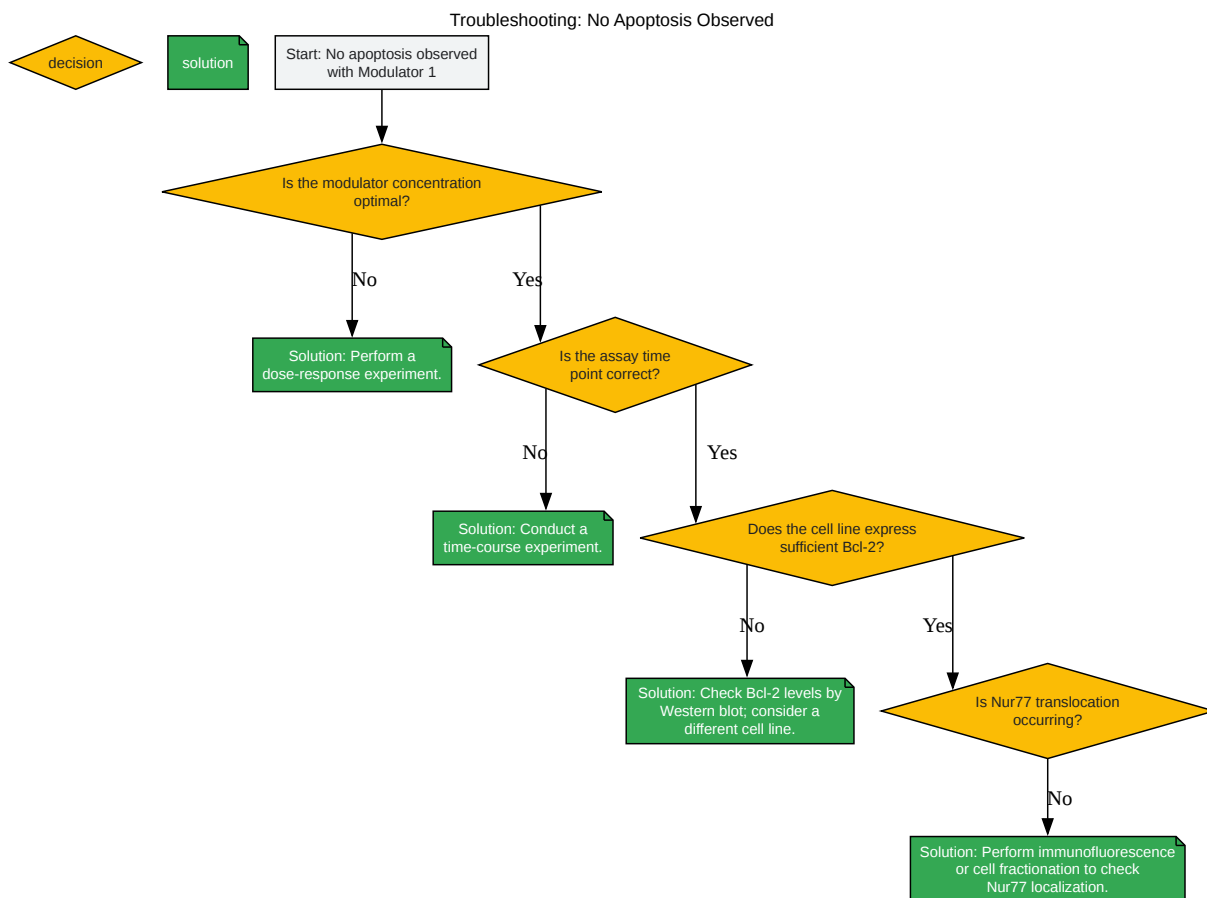 Troubleshooting: No Apoptosis Observed
decision
solution
Start: No apoptosis observed
with Modulator 1
Is the modulator concentration
optimal?
No
Yes
Solution: Perform a
dose-response experiment.
Is the assay time
point correct?
No
Yes
Solution: Conduct a
time-course experiment.
Does the cell line express
sufficient Bcl-2?
No
Yes
Solution: Check Bcl-2 levels by
Western blot; consider a
different cell line.
Is Nur77 translocation
occurring?
No
Solution: Perform immunofluorescence
or cell fractionation to check
Nur77 localization.